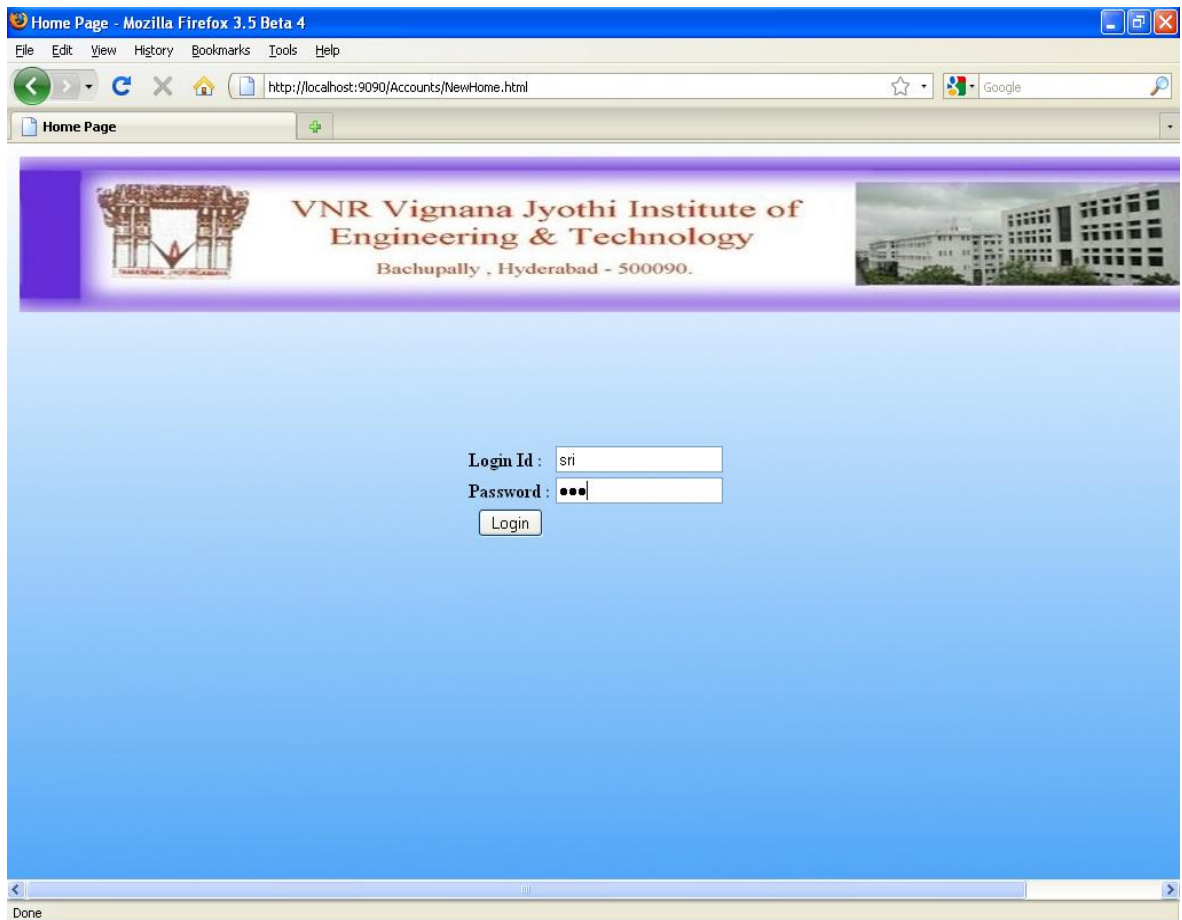 Home Page - Mozilla Firefox 3.5 Beta 4
File Edit View History Bookmarks Tools Help
http://localhost:9090/Accounts/NewHome.html
Google
Home Page
VNR Vignana Jyothi Institute of
Engineering & Technology
Bachupally , Hyderabad - 500090.
Login Id :
sri
Password :
●●●
Login
Done